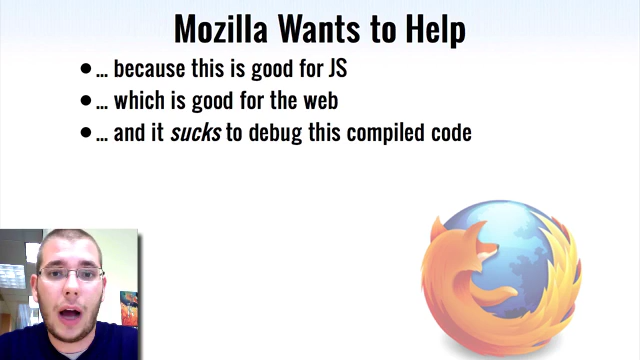 Mozilla Wants to Help
● ... because this is good for JS
● ... which is good for the web
● ... and it sucks to debug this compiled code